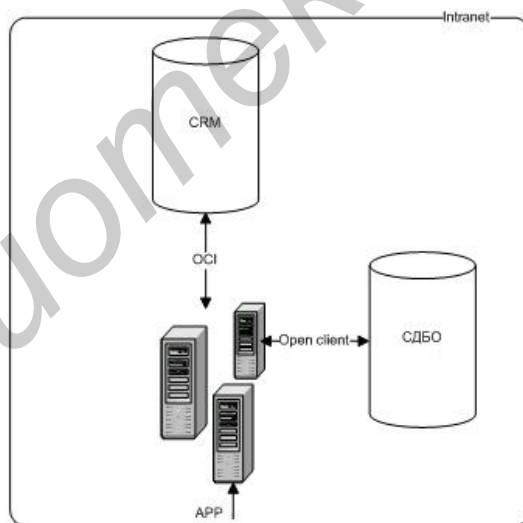 Intranet
CRM
OCI
Open client
СДБО
APP